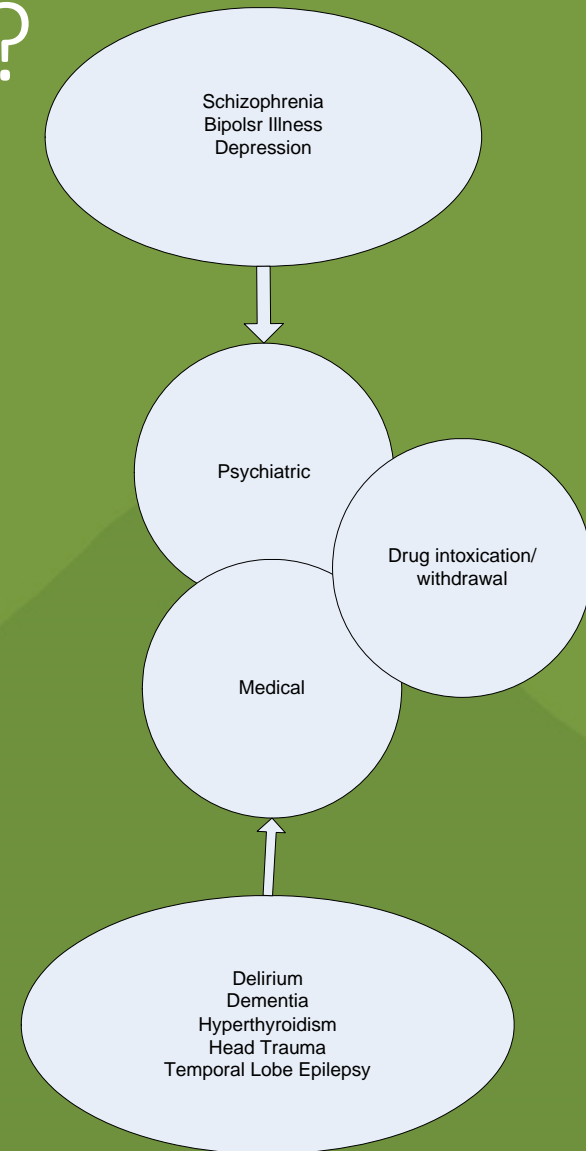 ?
Schizophrenia
Bipolsr Illness
Depression
Psychiatric
Drug intoxication/
withdrawal
Medical
Delirium
Dementia
Hyperthyroidism
Head Trauma
Temporal Lobe Epilepsy